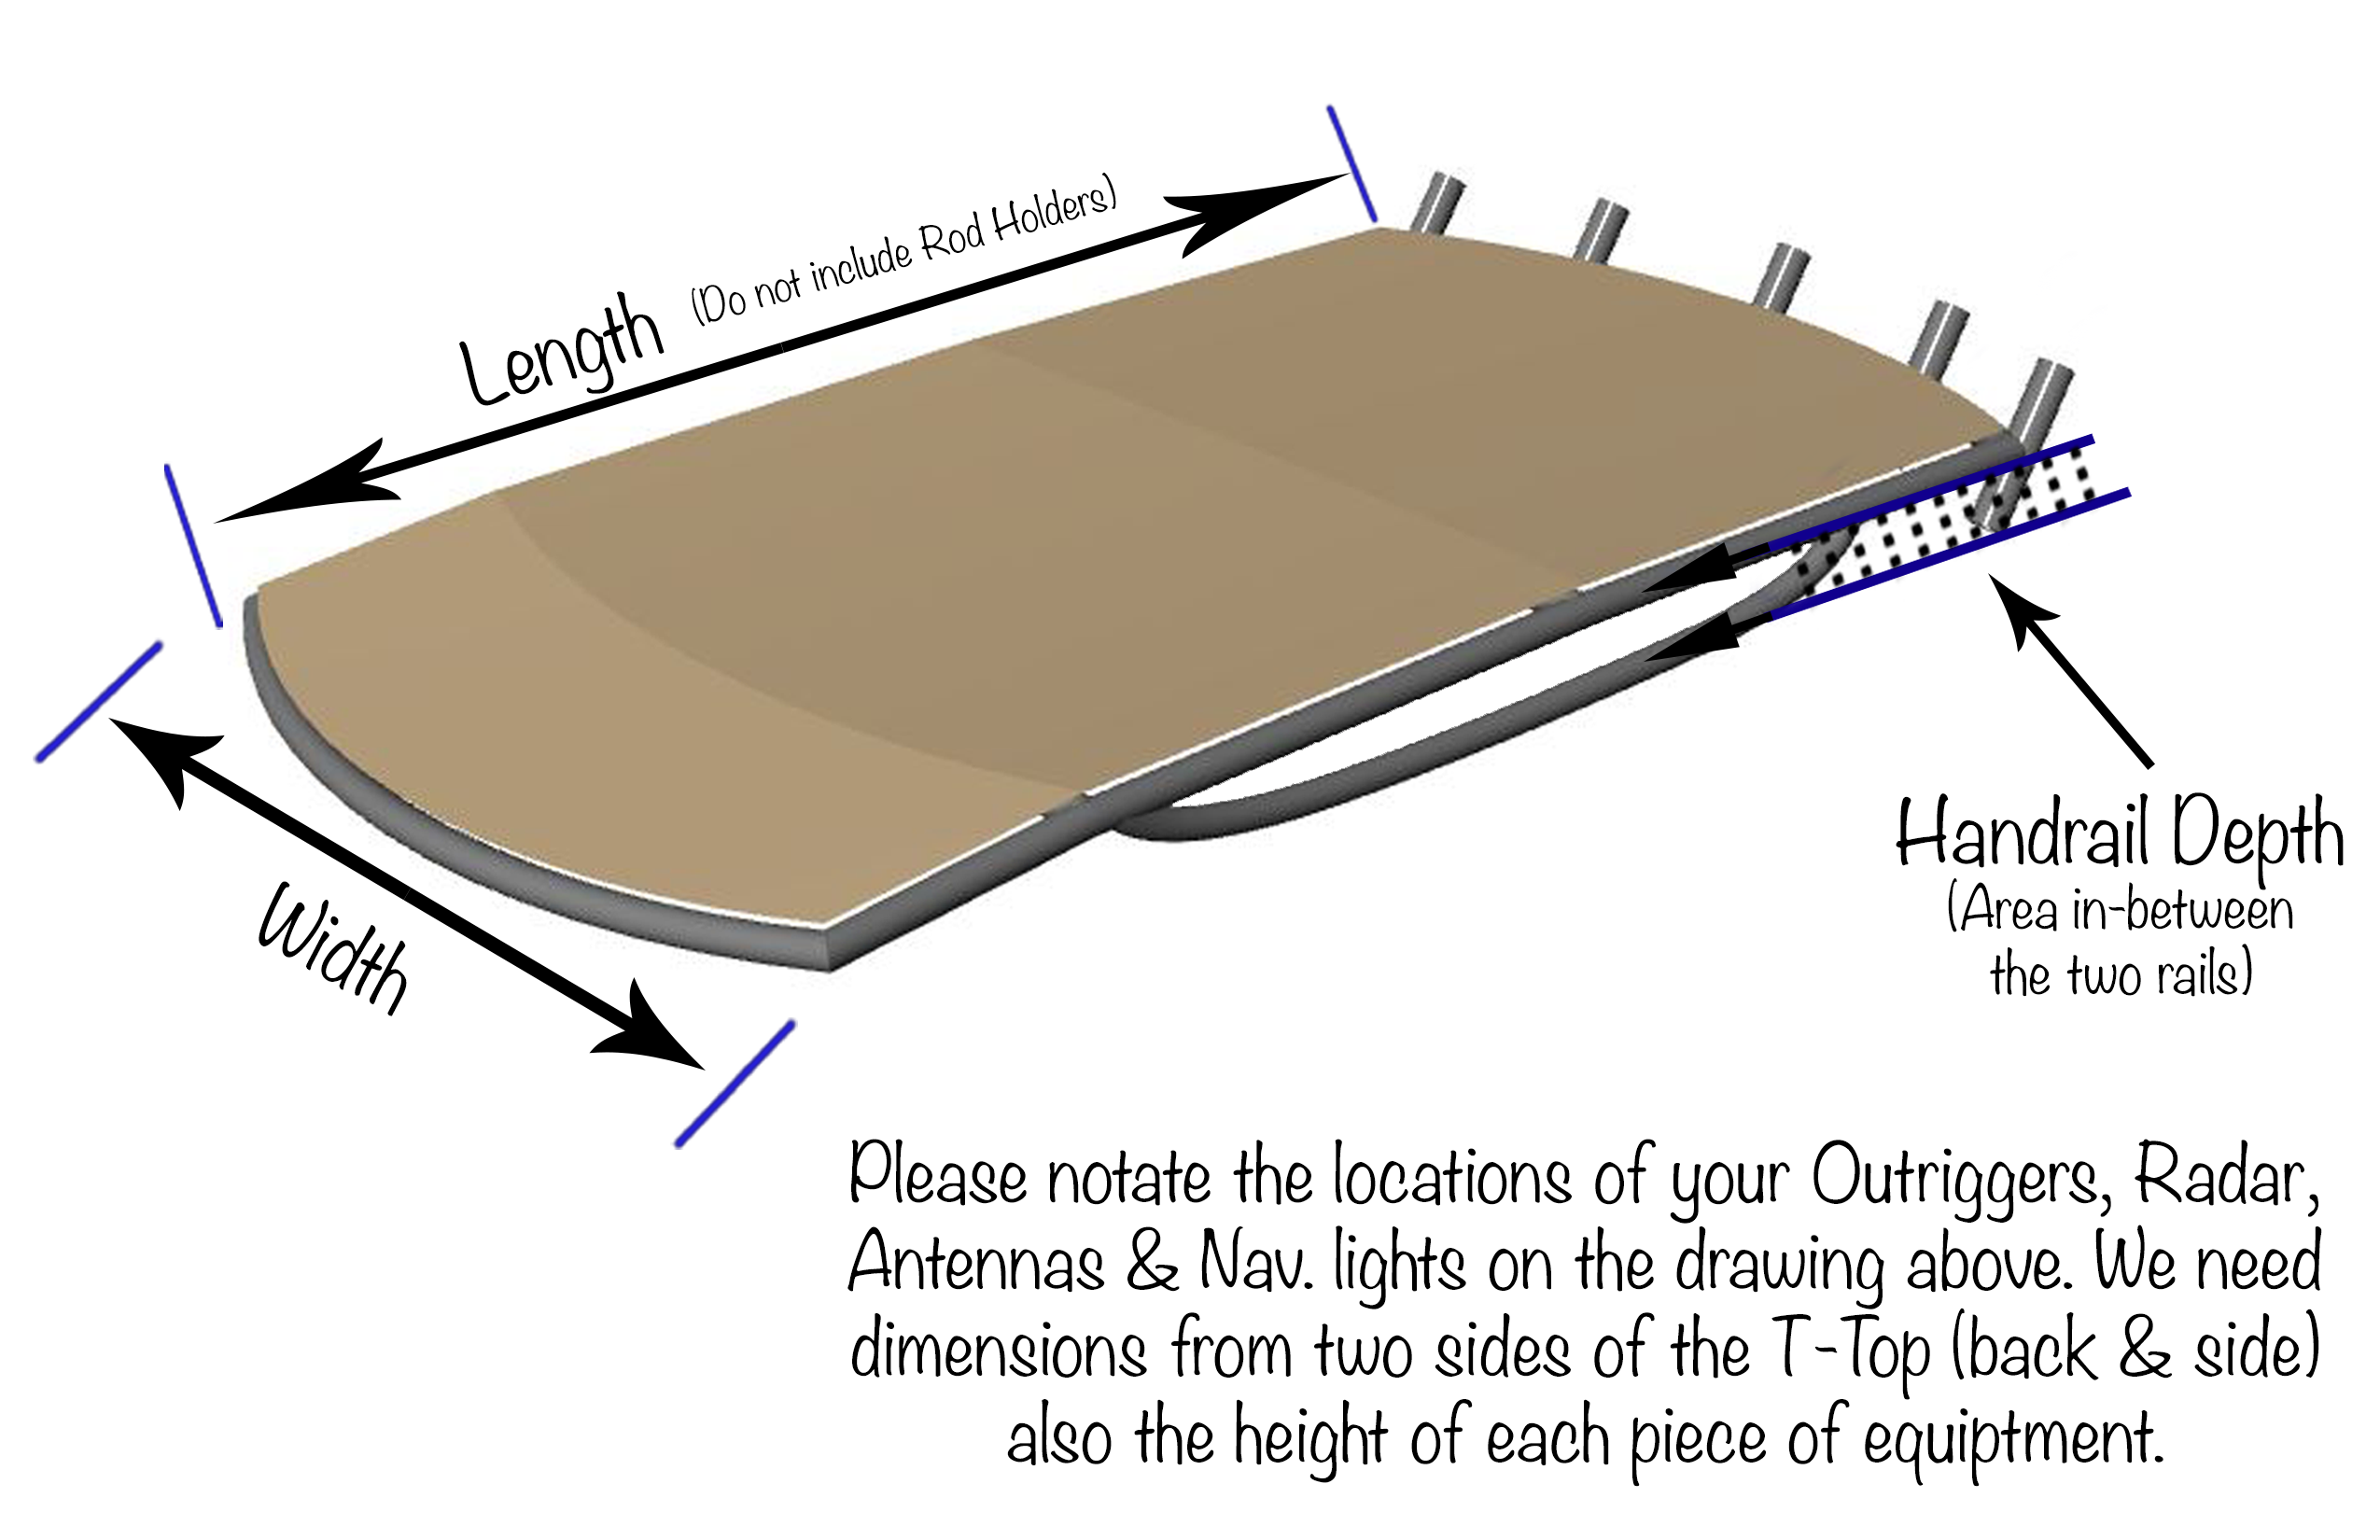 Length (Do not include Rod Holders)
Width
Handrail Depth
(Area in-between
the two rails)
Please notate the locations of your Outriggers, Radar,
Antennas & Nav. lights on the drawing above. We need
dimensions from two sides of the T-Top (back & side)
also the height of each piece of equiptment.